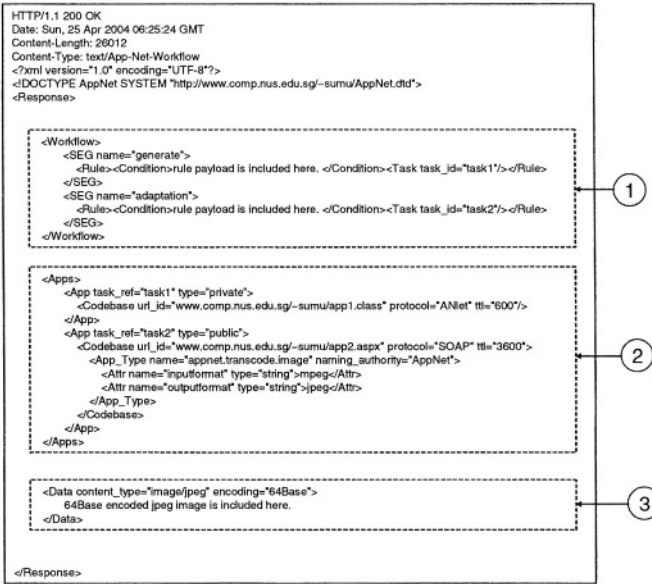 HTTP/1.1 200 OK
Date: Sun, 25 Apr 2004 06:25:24 GMT
Content-Length: 26012
Content-Type: text/App-Net-Workflow
<?xml version="1.0" encoding="UTF-8"?>
<!DOCTYPE AppNet SYSTEM "http://www.comp.nus.edu.sg/~sumu/AppNet.dtd">
<Response>
<Workflow>
<SEG name="generate">
<Rule><Condition>rule payload is included here. </Condition><Task task_id="task1"/></Rule>
</SEG>
<SEG name="adaptation">
<Rule><Condition>rule payload is included here. </Condition><Task task_id="task2"/></Rule>
</SEG>
</Workflow>
1
<Apps>
<App task_ref="task1" type="private">
<Codebase url_id="www.comp.nus.edu.sg/~sumu/app1.class" protocol="ANlet" ttl="600"/>
</App>
<App task_ref="task2" type="public">
<Codebase url_id="www.comp.nus.edu.sg/~sumu/app2.aspx" protocol="SOAP" ttl="3600">
<App_Type name="appnet.transcode.image" naming_authority="AppNet">
<Attr name="inputformat" type="string">mpeg</Attr>
<Attr name="outputformat" type="string">jpeg</Attr>
</App_Type>
</Codebase>
</App>
</Apps>
2
<Data content_type="image/jpeg" encoding="64Base">
64Base encoded jpeg image is included here.
</Data>
3
</Response>